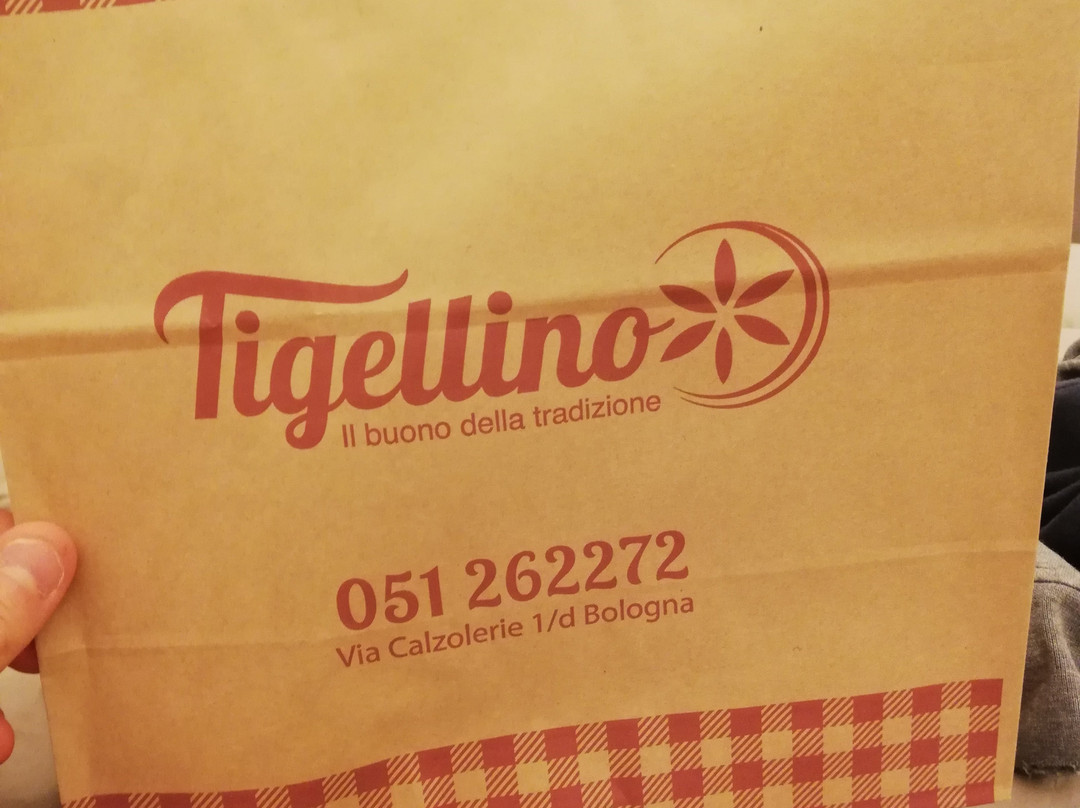 Tigellino
Il buono della tradizione
051 262272
Via Calzolerie 1/d Bologna